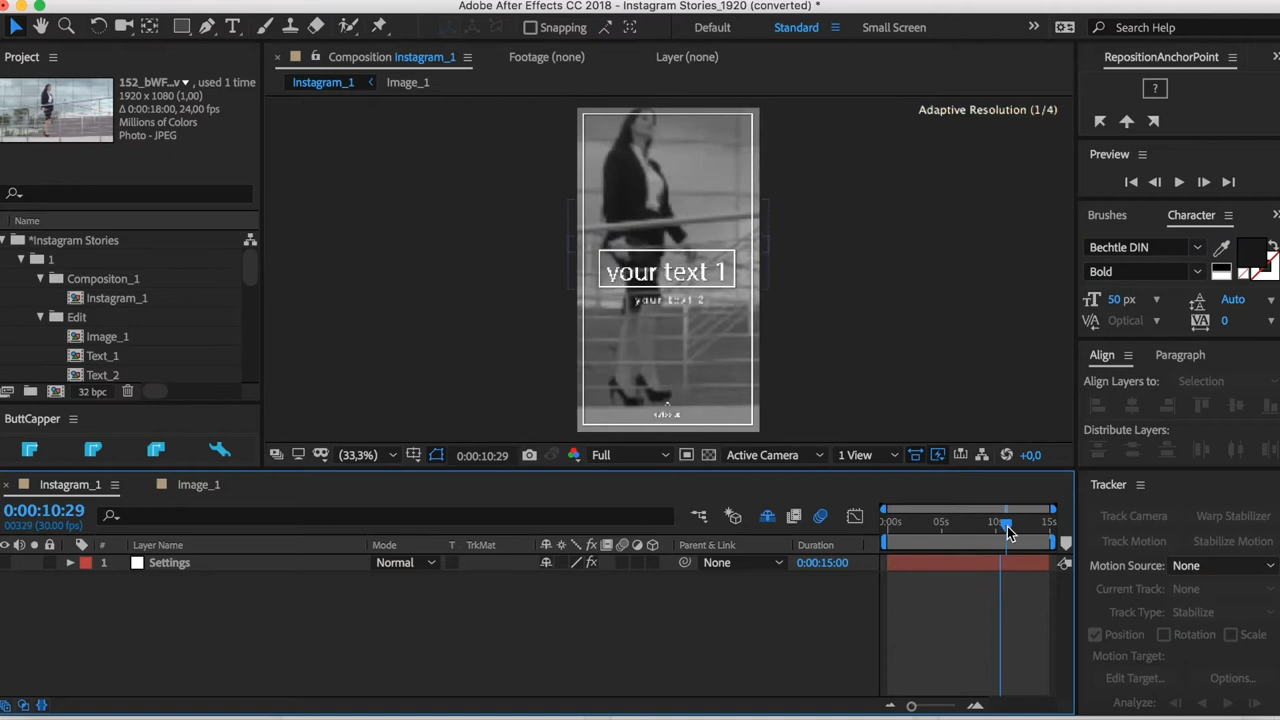 Adobe After Effects CC 2018 - Instagram Stories_1920 (converted) *
Snapping
Default
Standard
Small Screen
Search Help
Project
Composition Instagram_1
Footage (none)
Layer (none)
RepositionAnchorPoint
152_bWF...v, used 1 time
1920 x 1080 (1,00)
Δ 0:00:18:00, 24,00 fps
Millions of Colors
Photo - JPEG
Instagram_1
Image_1
Adaptive Resolution (1/4)
?
Preview
Name
*Instagram Stories
1
Compositon_1
Instagram_1
Edit
Image_1
Text_1
Text_2
your text 1
your text 2
Brushes
Character
Bechtle DIN
Bold
50 px
Auto
Optical
0
32 bpc
Align
Paragraph
Align Layers to:
Selection
Distribute Layers:
ButtCapper
(33,3%)
0:00:10:29
Full
Active Camera
1 View
+0,0
Instagram_1
Image_1
Tracker
0:00:10:29
00329 (30.00 fps)
:00s
05s
10s
15s
Track Camera
Warp Stabilizer
Track Motion
Stabilize Motion
#
Layer Name
Mode
T
TrkMat
Parent & Link
Duration
1
Settings
Normal
None
0:00:15:00
Motion Source:
None
Current Track:
None
Track Type:
Stabilize
Position
Rotation
Scale
Motion Target:
Edit Target...
Options...
Analyze: